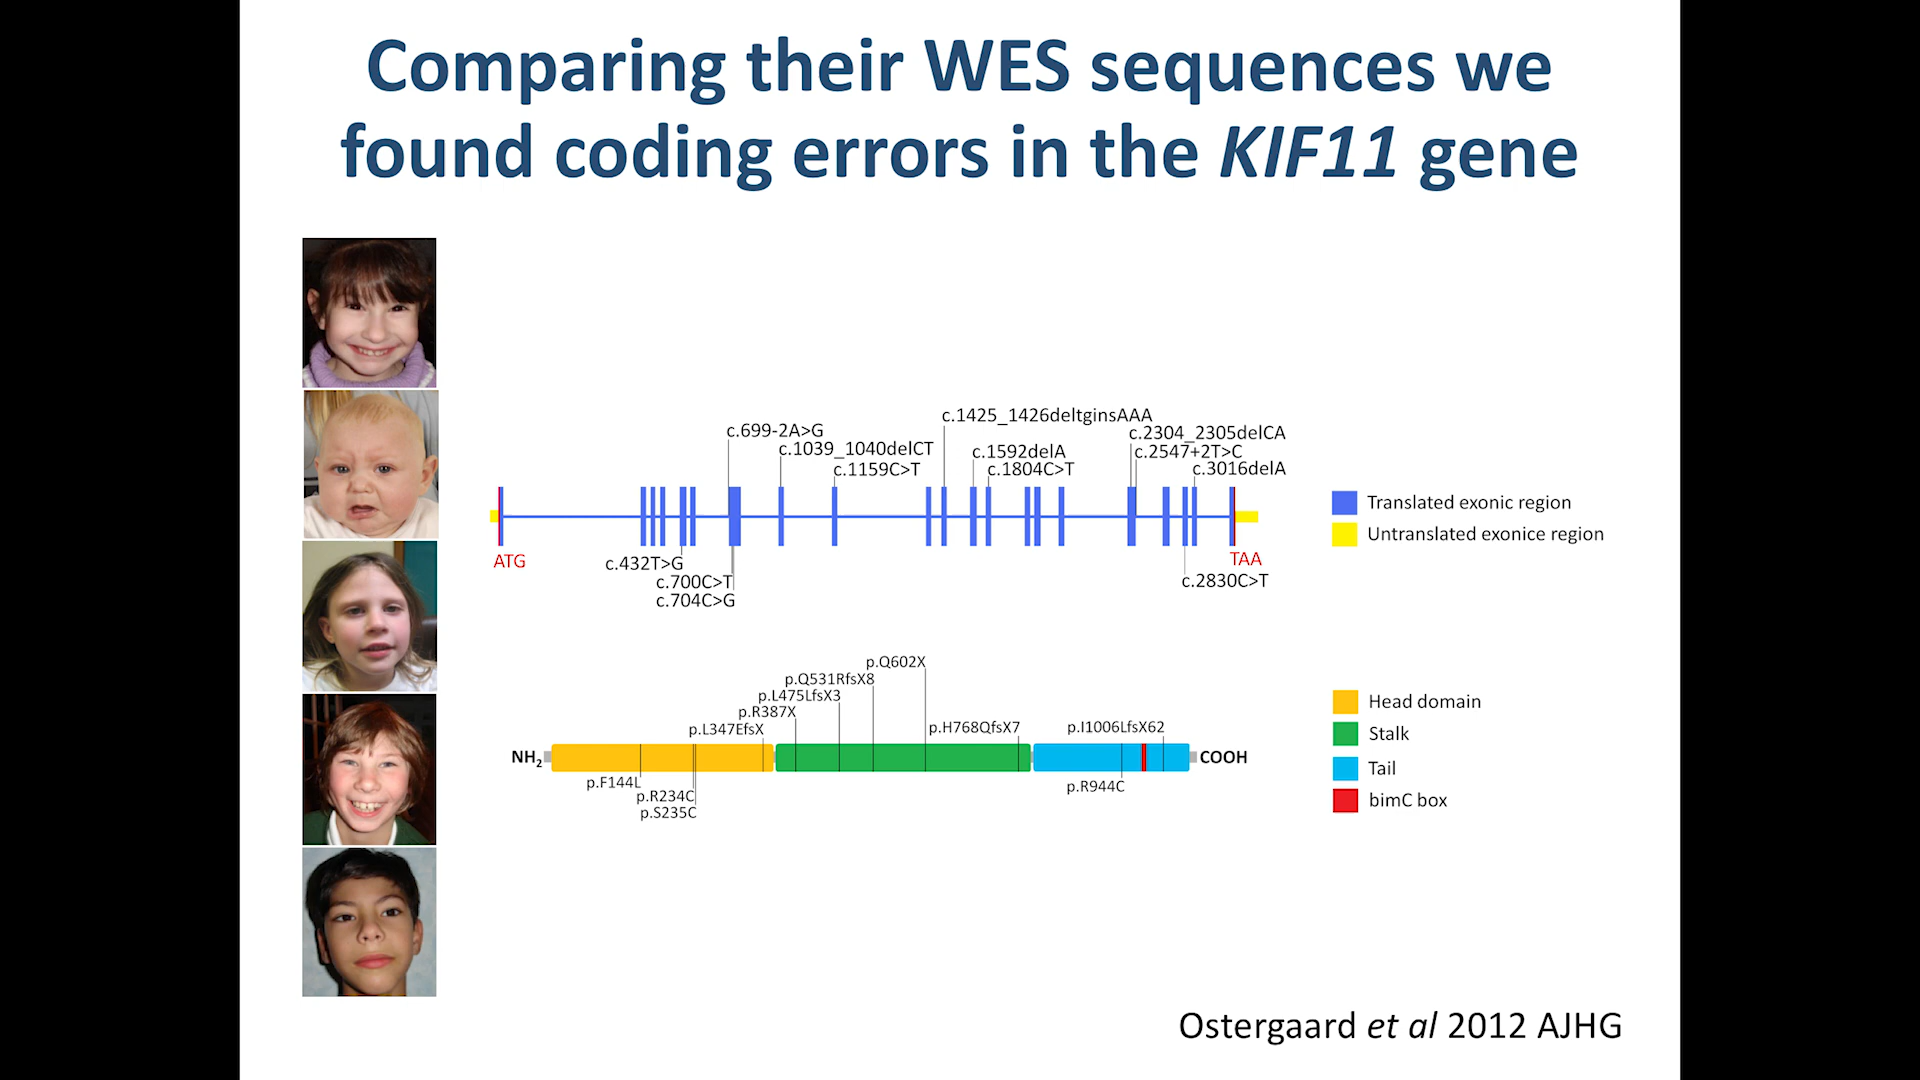 Comparing their WES sequences we
found coding errors in the KIF11 gene
c.1425_1426deltginsAAA
c.699-2A>G
c.2304_2305delCA
c.1039_1040delCT
c.1592delA
c.2547+2T>C
c.1159C>T
c.1804C>T
c.3016delA
ATG
TAA
c.432T>G
c.700C>T
c.704C>G
c.2830C>T
Translated exonic region
Untranslated exonice region
p.Q602X
p.Q531RfsX8
p.L475LfsX3
p.R387X
p.L347EfsX
p.H768QfsX7
p.I1006LfsX62
NH2
COOH
p.F144L
p.R234C
p.S235C
p.R944C
Head domain
Stalk
Tail
bimC box
Ostergaard et al 2012 AJHG